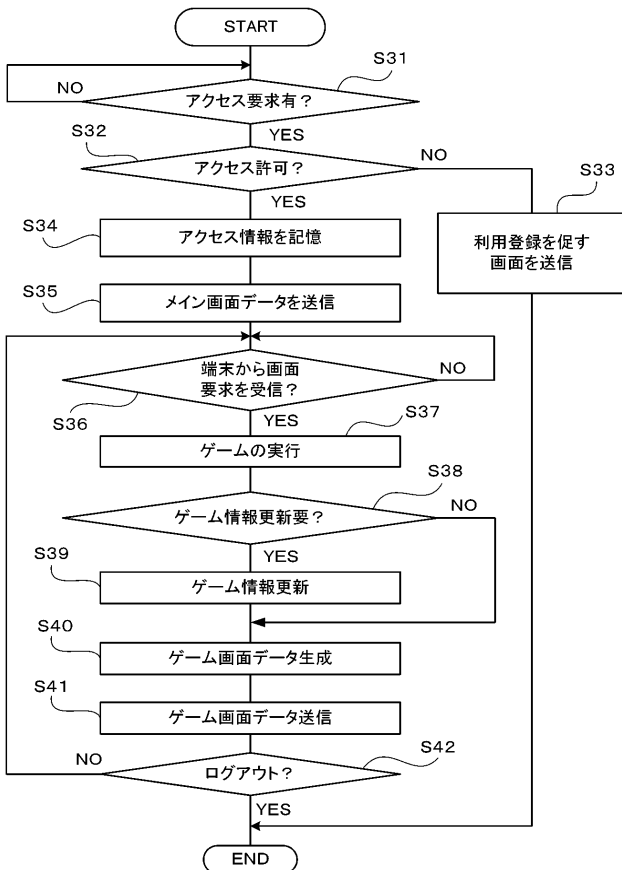 START
S31
NO
アクセス要求有？
S32
YES
アクセス許可？
NO
S33
YES
S34
アクセス情報を記憶
利用登録を促す
画面を送信
S35
メイン画面データを送信
端末から画面
要求を受信？
NO
S36
YES
S37
ゲームの実行
S38
ゲーム情報更新要？
NO
S39
YES
ゲーム情報更新
S40
ゲーム画面データ生成
S41
ゲーム画面データ送信
S42
NO
ログアウト？
YES
END